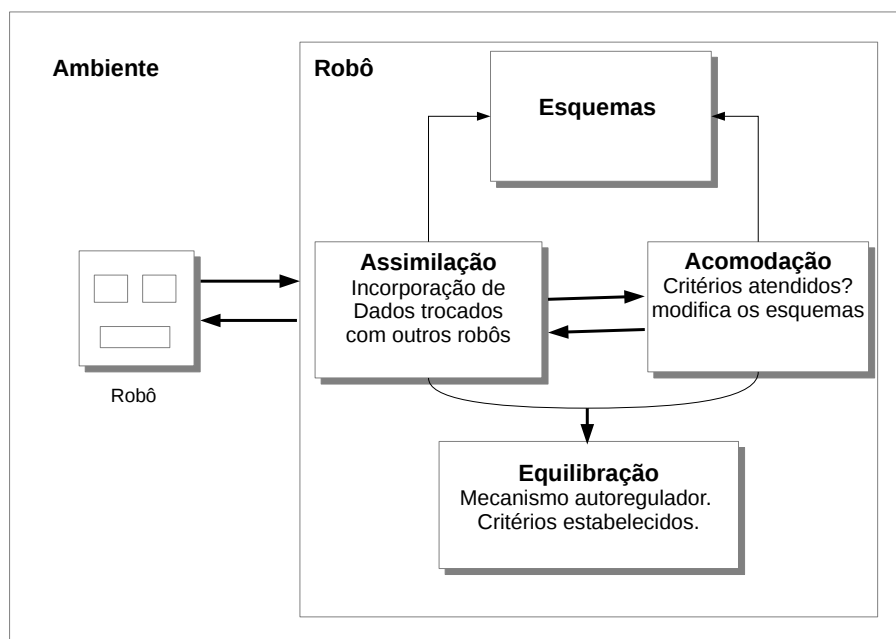 Ambiente
Robô
Esquemas
Assimilação
Incorporação de
Dados trocados
com outros robôs
Acomodação
Critérios atendidos?
modifica os esquemas
Robô
Equilibração
Mecanismo autoregulador.
Critérios estabelecidos.